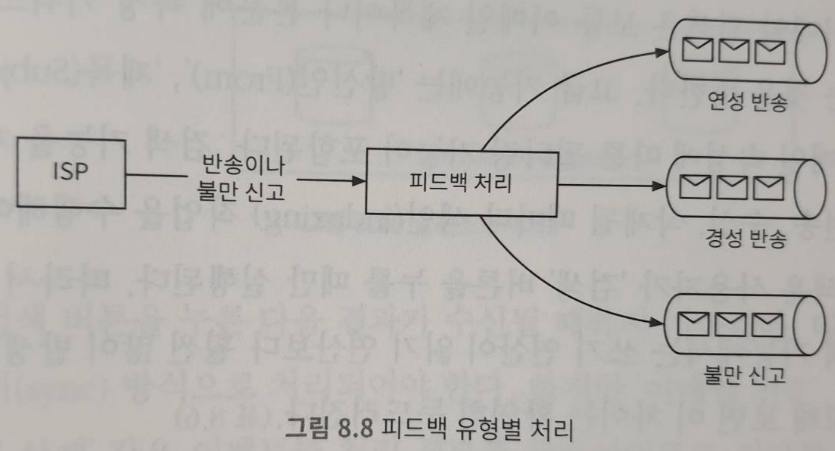 연성 반송
ISP
반송이나
불만 신고
피드백 처리
경성 반송
불만 신고
그림 8.8 피드백 유형별 처리